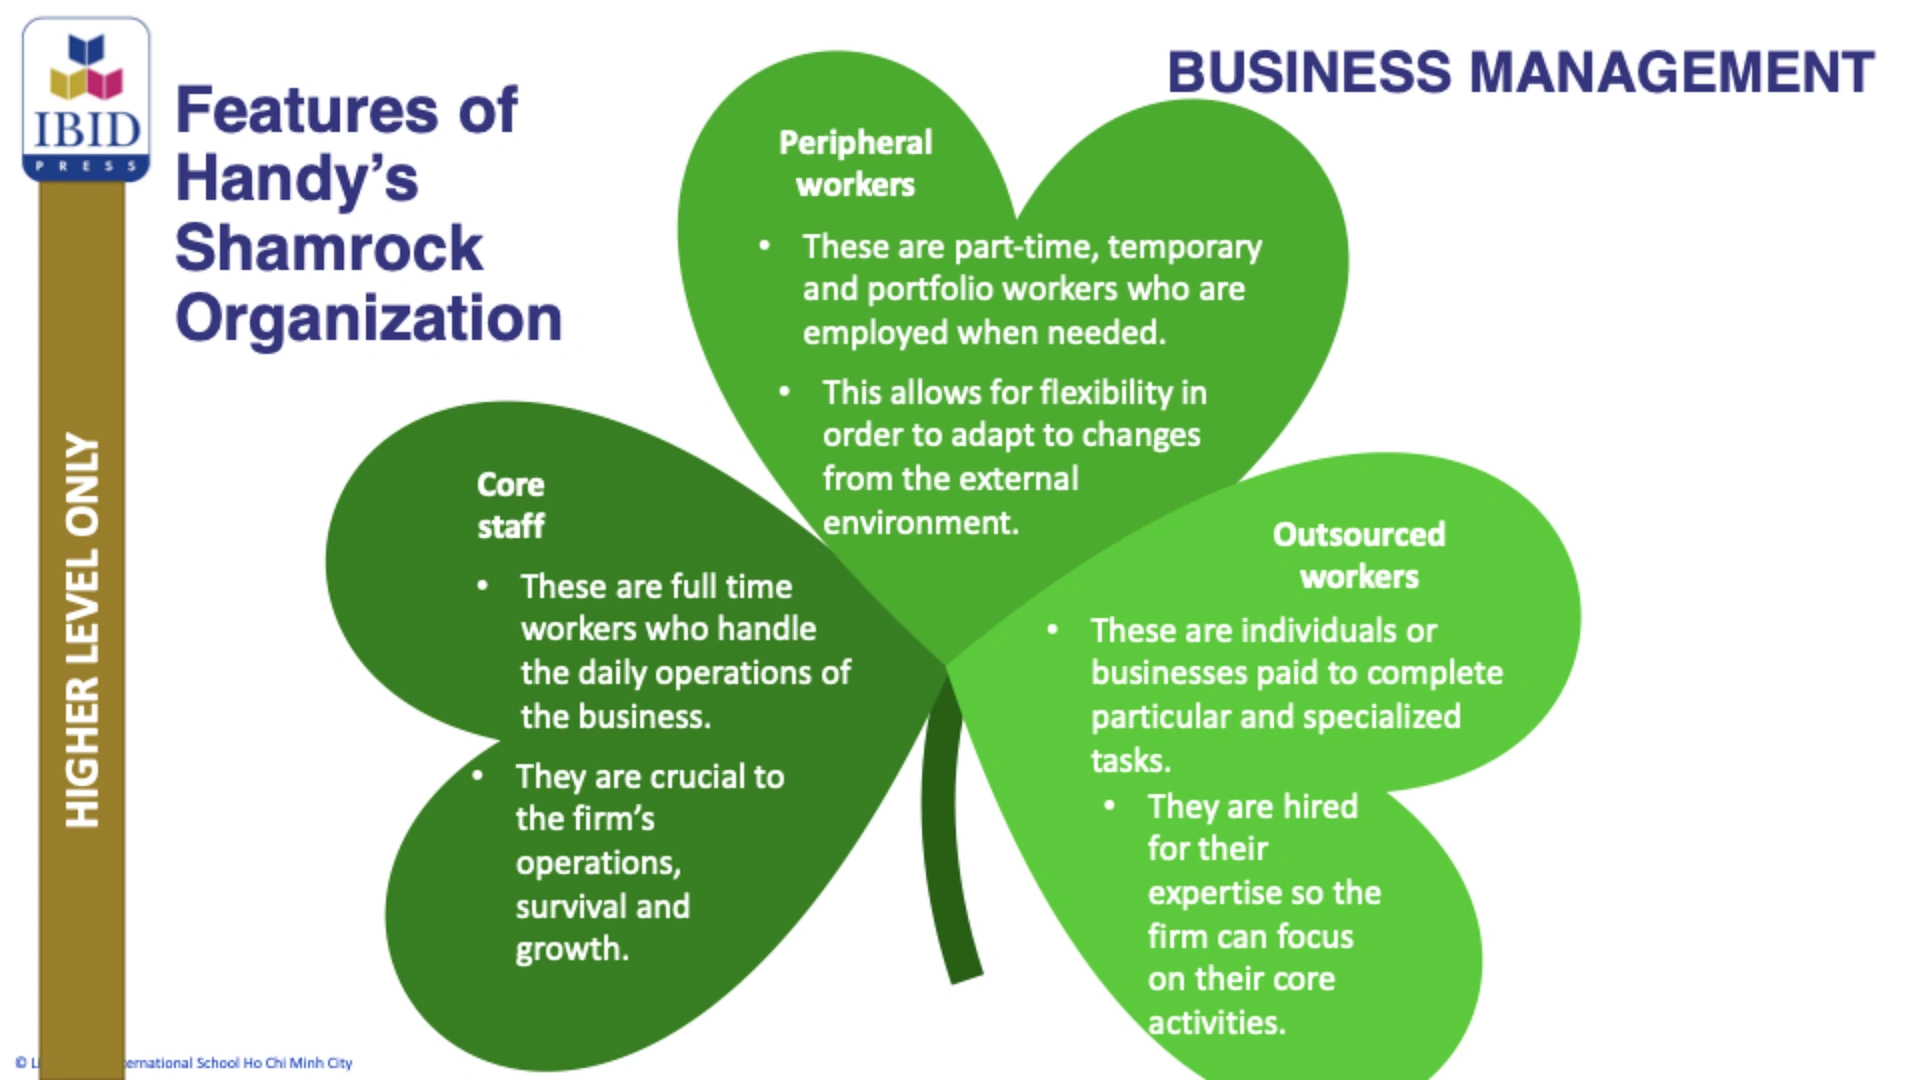 IBID
PRESS
Features of
Handy’s
Shamrock
Organization
BUSINESS MANAGEMENT
HIGHER LEVEL ONLY
Peripheral
workers
• These are part-time, temporary
and portfolio workers who are
employed when needed.
• This allows for flexibility in
order to adapt to changes
from the external
environment.
Core
staff
• These are full time
workers who handle
the daily operations of
the business.
• They are crucial to
the firm’s
operations,
survival and
growth.
Outsourced
workers
• These are individuals or
businesses paid to complete
particular and specialized
tasks.
• They are hired
for their
expertise so the
firm can focus
on their core
activities.
© School Ho Chi Minh City